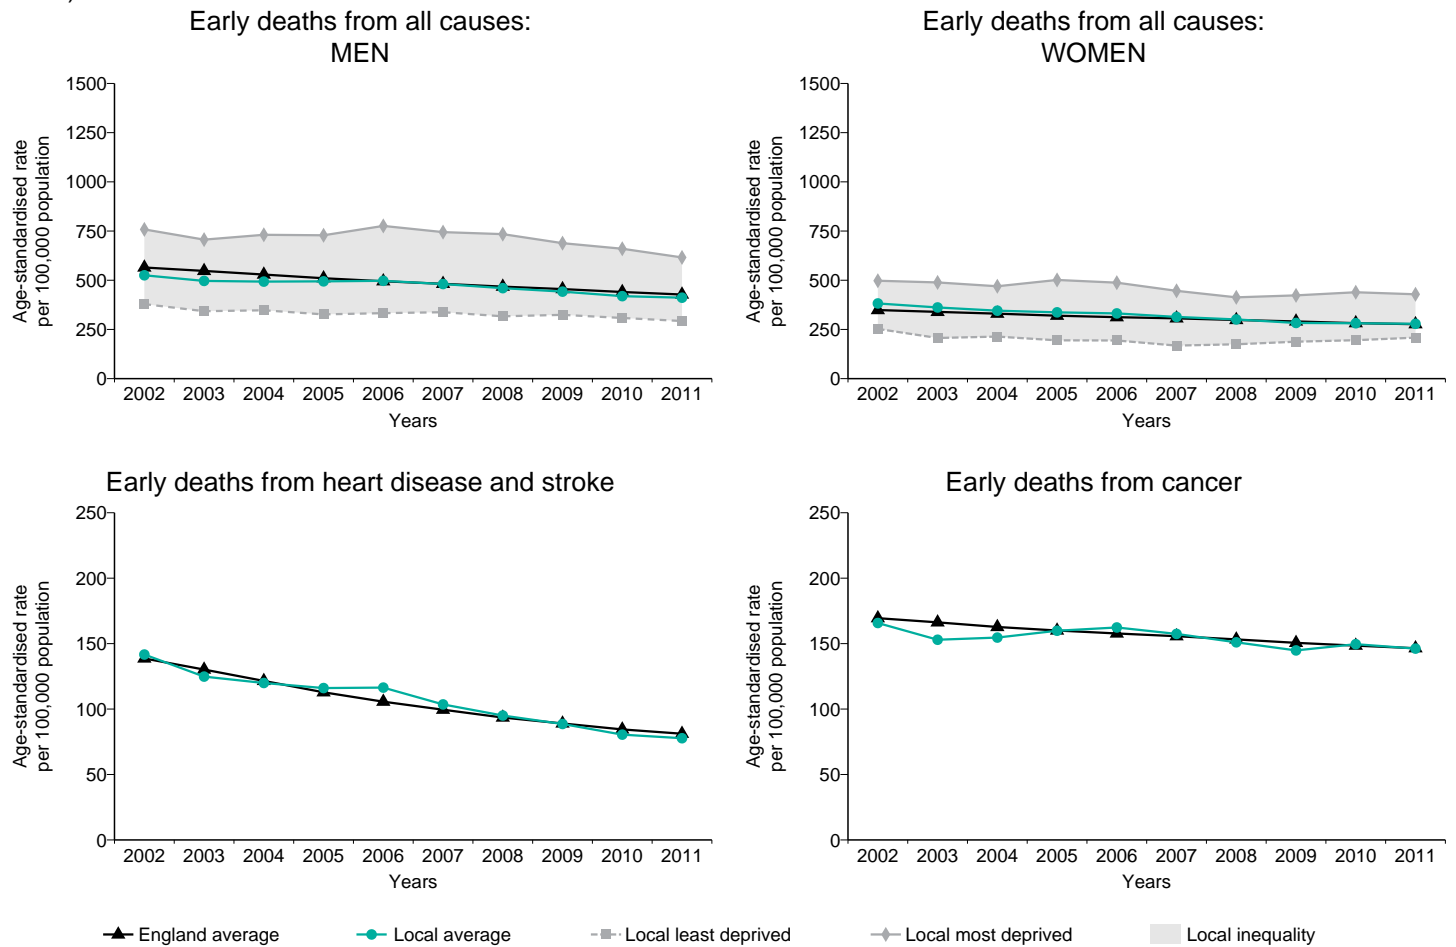 Early deaths from all causes:
MEN
1500
1250
1000
750
500
250
0
Age-standardised rate
per 100,000 population
2002 2003 2004 2005 2006 2007 2008 2009 2010 2011
Years
Early deaths from all causes:
WOMEN
1500
1250
1000
750
500
250
0
Age-standardised rate
per 100,000 population
2002 2003 2004 2005 2006 2007 2008 2009 2010 2011
Years
Early deaths from heart disease and stroke
250
200
150
100
50
0
Age-standardised rate
per 100,000 population
2002 2003 2004 2005 2006 2007 2008 2009 2010 2011
Years
Early deaths from cancer
250
200
150
100
50
0
Age-standardised rate
per 100,000 population
2002 2003 2004 2005 2006 2007 2008 2009 2010 2011
Years
England average Local average Local least deprived Local most deprived Local inequality